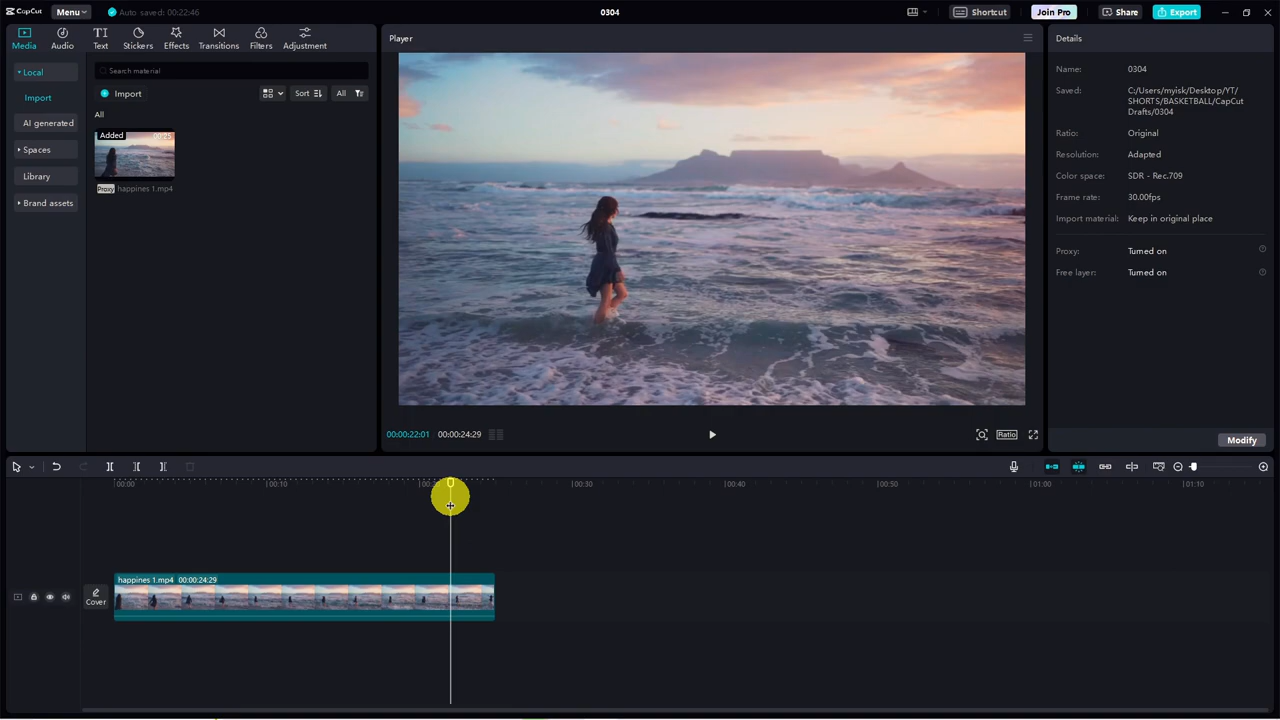 CapCut
Menu
Auto saved: 00:22:46
0304
Shortcut
Join Pro
Share
Export
Media
Audio
Text
Stickers
Effects
Transitions
Filters
Adjustment
Local
Import
AI generated
Spaces
Library
Brand assets
Search material
Import
Sort
All
All
Added
00:25
Proxy
happines 1.mp4
Player
00:00:22:01
00:00:24:29
Ratio
Details
Name: 0304
Saved: C:/Users/myisk/Desktop/YT/
SHORTS/BASKETBALL/CapCut
Drafts/0304
Ratio: Original
Resolution: Adapted
Color space: SDR - Rec.709
Frame rate: 30.00fps
Import material: Keep in original place
Proxy: Turned on
Free layer: Turned on
Modify
00:00
00:10
00:30
00:40
00:50
01:00
01:10
happines 1.mp4 00:00:24:29
Cover